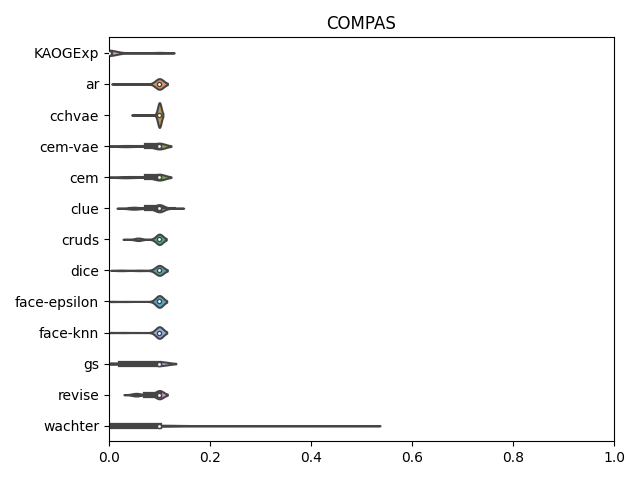 COMPAS
KAOGExp
ar
cchvae
cem-vae
cem
clue
cruds
dice
face-epsilon
face-knn
gs
revise
wachter
0.0 0.2 0.4 0.6 0.8 1.0